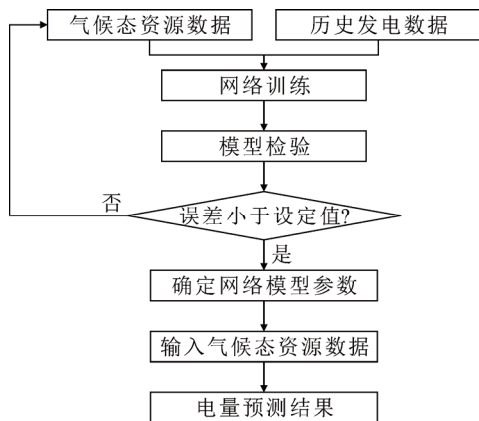 气候态资源数据
历史发电数据
网络训练
模型检验
否
误差小于设定值?
是
确定网络模型参数
输入气候态资源数据
电量预测结果